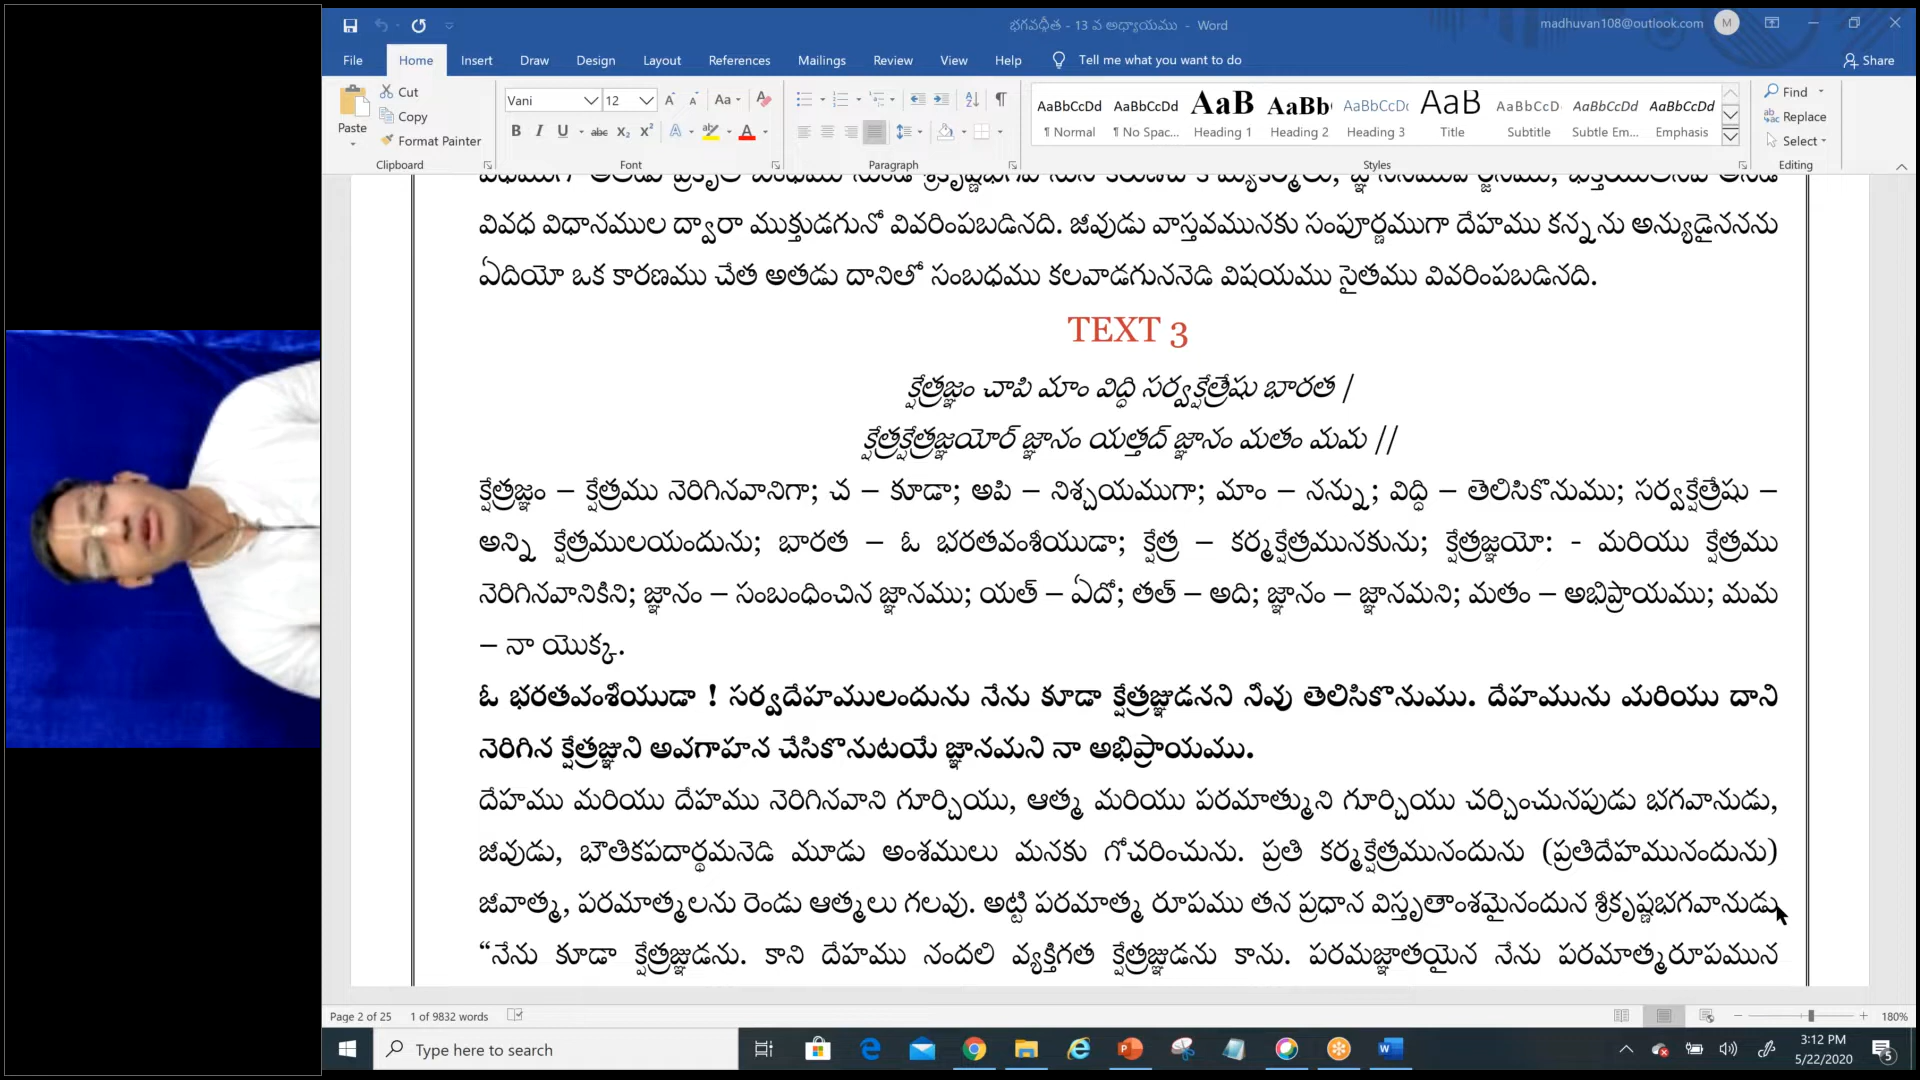 భగవద్గీత - 13 వ అధ్యాయము - Word
madhuvan108@outlook.com M
File Home Insert Draw Design Layout References Mailings Review View Help Tell me what you want to do Share
Paste Cut Copy Format Painter Clipboard
Vani 12 Font
Paragraph
AaBbCcDd AaBbCcDd AaB AaBb( AaBbCcD( AaB AaBbCcD AaBbCcDd AaBbCcDd
¶ Normal ¶ No Spac... Heading 1 Heading 2 Heading 3 Title Subtitle Subtle Em... Emphasis
Styles
Find Replace Select Editing
వివధ విధానముల ద్వారా ముక్తుడగునో వివరింపబడినది. జీవుడు వాస్తవమునకు సంపూర్ణముగా దేహము కన్నను అన్యుడైననను
ఏదియో ఒక కారణము చేత అతడు దానితో సంబధము కలవాడగుననెడి విషయము సైతము వివరింపబడినది.
TEXT 3
క్షేత్రజ్ఞం చాపి మాం విద్ధి సర్వక్షేత్రేషు భారత /
క్షేత్రక్షేత్రజ్ఞయోర్ జ్ఞానం యత్తద్ జ్ఞానం మతం మమ //
క్షేత్రజ్ఞం – క్షేత్రము నెరిగినవానిగా; చ – కూడా; అపి – నిశ్చయముగా; మాం – నన్ను; విద్ధి – తెలిసికొనుము; సర్వక్షేత్రేషు –
అన్ని క్షేత్రములయందును; భారత – ఓ భరతవంశీయుడా; క్షేత్ర – కర్మక్షేత్రమునకును; క్షేత్రజ్ఞయో: - మరియు క్షేత్రము
నెరిగినవానికిని; జ్ఞానం – సంబంధించిన జ్ఞానము; యత్ – ఏదో; తత్ – అది; జ్ఞానం – జ్ఞానమని; మతం – అభిప్రాయము; మమ
– నా యొక్క.
ఓ భరతవంశీయుడా ! సర్వదేహములందును నేను కూడా క్షేత్రజ్ఞుడనని నీవు తెలిసికొనుము. దేహమును మరియు దాని
నెరిగిన క్షేత్రజ్ఞుని అవగాహన చేసికొనుటయే జ్ఞానమని నా అభిప్రాయము.
దేహము మరియు దేహము నెరిగినవాని గూర్చియు, ఆత్మ మరియు పరమాత్ముని గూర్చియు చర్చించునపుడు భగవానుడు,
జీవుడు, భౌతికపదార్థమనెడి మూడు అంశములు మనకు గోచరించును. ప్రతి కర్మక్షేత్రమునందును (ప్రతిదేహమునందును)
జీవాత్మ, పరమాత్మలను రెండు ఆత్మలు గలవు. అట్టి పరమాత్మ రూపము తన ప్రధాన విస్తృతాంశమైనందున శ్రీకృష్ణభగవానుడు
“నేను కూడా క్షేత్రజ్ఞుడను. కాని దేహము నందలి వ్యక్తిగత క్షేత్రజ్ఞుడను కాను. పరమజ్ఞాతయైన నేను పరమాత్మరూపమున
Page 2 of 25 1 of 9832 words 180%
Type here to search
3:12 PM
5/22/2020
5